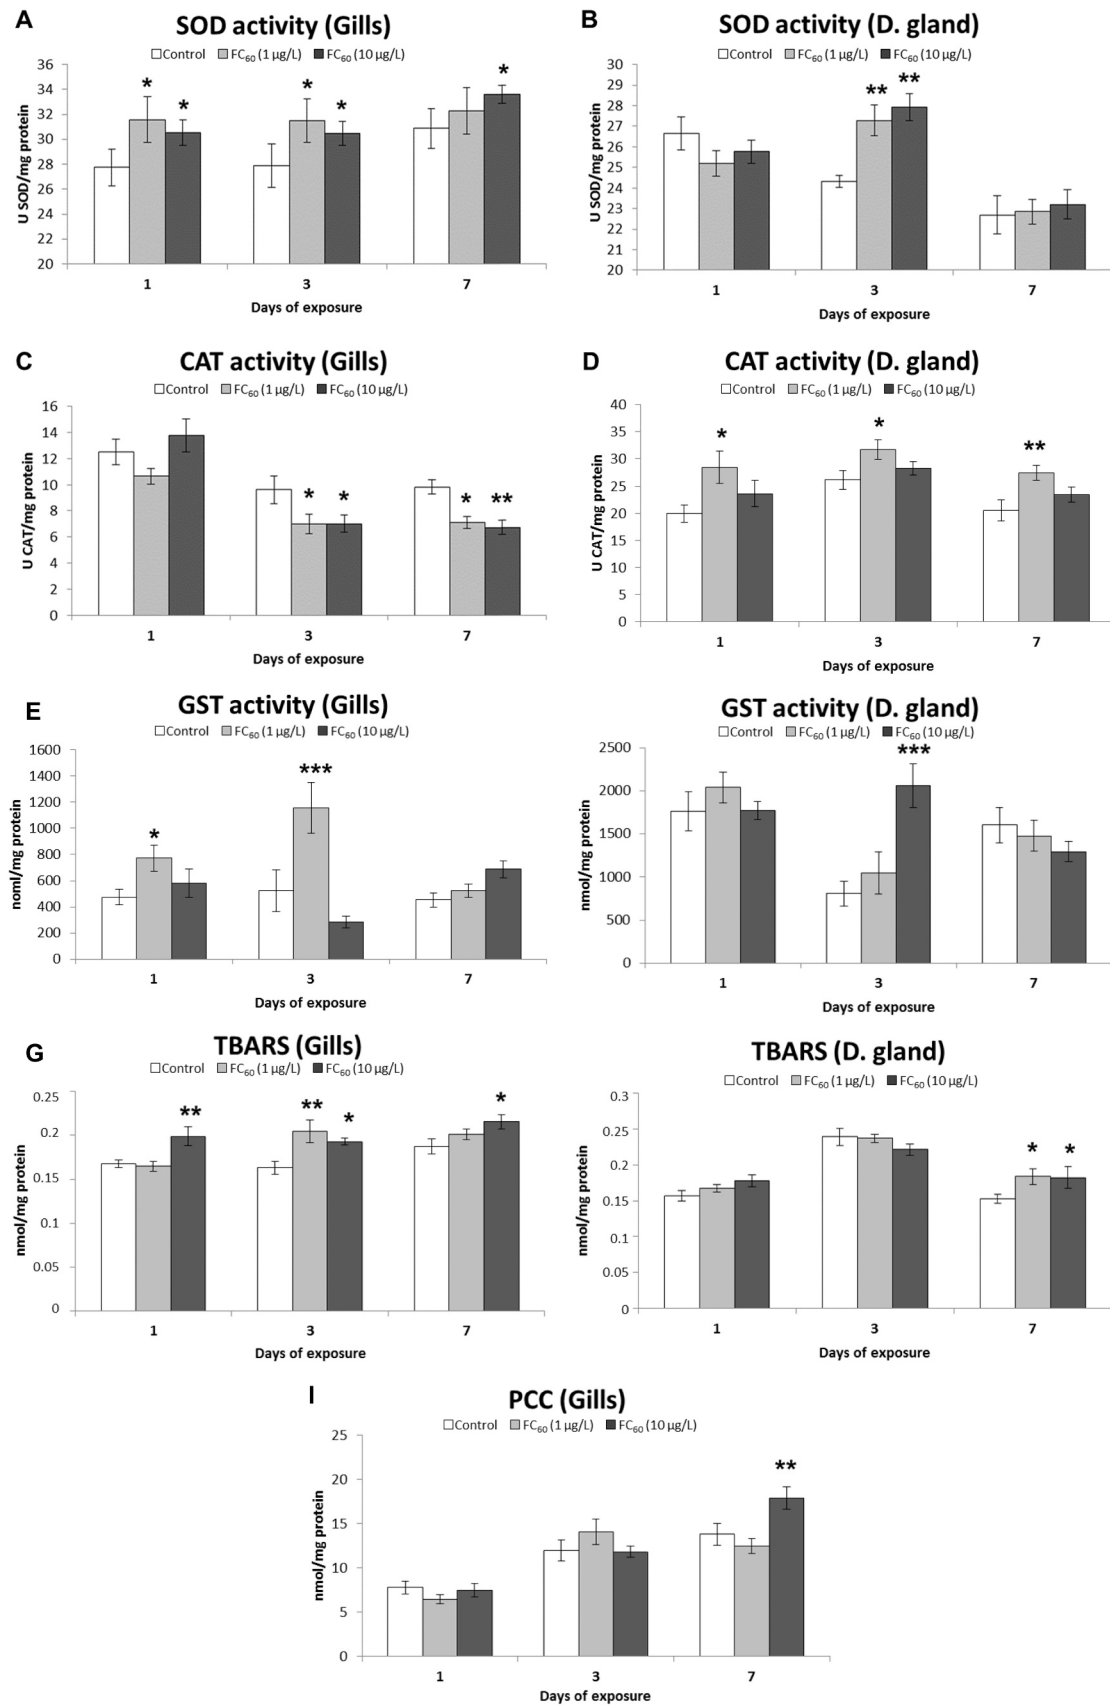 A
SOD activity (Gills)
Control FC60 (1 µg/L) FC60 (10 µg/L)
U SOD/mg protein
36
34
32
30
28
26
24
22
20
* * * * *
1 3 7
Days of exposure
B
SOD activity (D. gland)
Control FC60 (1 µg/L) FC60 (10 µg/L)
U SOD/mg protein
30
29
28
27
26
25
24
23
22
21
20
** **
1 3 7
Days of exposure
C
CAT activity (Gills)
Control FC60 (1 µg/L) FC60 (10 µg/L)
U CAT/mg protein
16
14
12
10
8
6
4
2
0
* * * **
1 3 7
Days of exposure
D
CAT activity (D. gland)
Control FC60 (1 µg/L) FC60 (10 µg/L)
U CAT/mg protein
40
35
30
25
20
15
10
5
0
* * **
1 3 7
Days of exposure
E
GST activity (Gills)
Control FC60 (1 µg/L) FC60 (10 µg/L)
noml/mg protein
1600
1400
1200
1000
800
600
400
200
0
* ***
1 3 7
Days of exposure
GST activity (D. gland)
Control FC60 (1 µg/L) FC60 (10 µg/L)
nmol/mg protein
2500
2000
1500
1000
500
0
***
1 3 7
Days of exposure
G
TBARS (Gills)
Control FC60 (1 µg/L) FC60 (10 µg/L)
nmol/mg protein
0.25
0.2
0.15
0.1
0.05
0
** ** * *
1 3 7
Days of exposure
TBARS (D. gland)
Control FC60 (1 µg/L) FC60 (10 µg/L)
nmol/mg protein
0.3
0.25
0.2
0.15
0.1
0.05
0
* *
1 3 7
Days of exposure
I
PCC (Gills)
Control FC60 (1 µg/L) FC60 (10 µg/L)
nmol/mg protein
25
20
15
10
5
0
**
1 3 7
Days of exposure